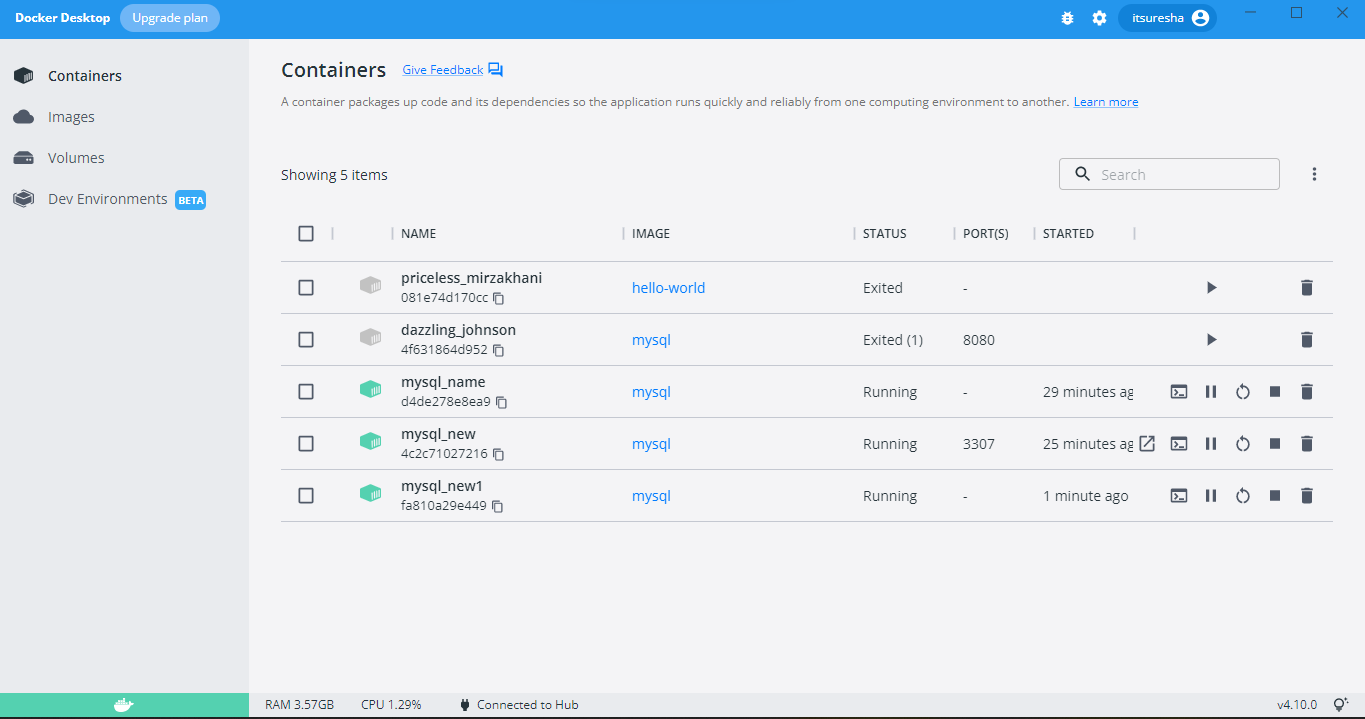 Docker Desktop Upgrade plan itsuresha
Containers
Images
Volumes
Dev Environments BETA
Containers Give Feedback
A container packages up code and its dependencies so the application runs quickly and reliably from one computing environment to another. Learn more
Showing 5 items Search
NAME IMAGE STATUS PORT(S) STARTED
priceless_mirzakhani
081e74d170cc hello-world Exited -
dazzling_johnson
4f631864d952 mysql Exited (1) 8080
mysql_name
d4de278e8ea9 mysql Running - 29 minutes ag
mysql_new
4c2c71027216 mysql Running 3307 25 minutes ag
mysql_new1
fa810a29e449 mysql Running - 1 minute ago
RAM 3.57GB CPU 1.29% Connected to Hub v4.10.0